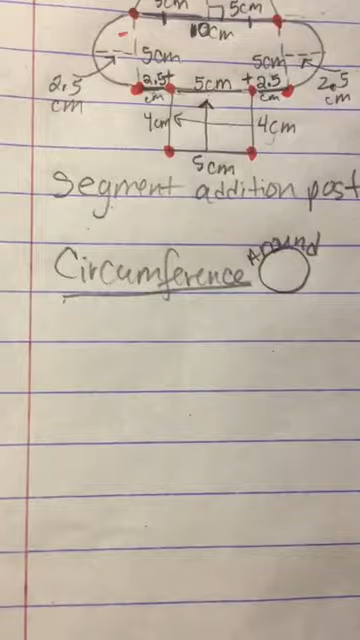 5cm 5cm
10cm
5cm 5cm
2.5 cm 2.5+ cm 5cm +2.5 cm 2.5 cm
4cm 4cm
5cm
Segment addition post
Circumference Around